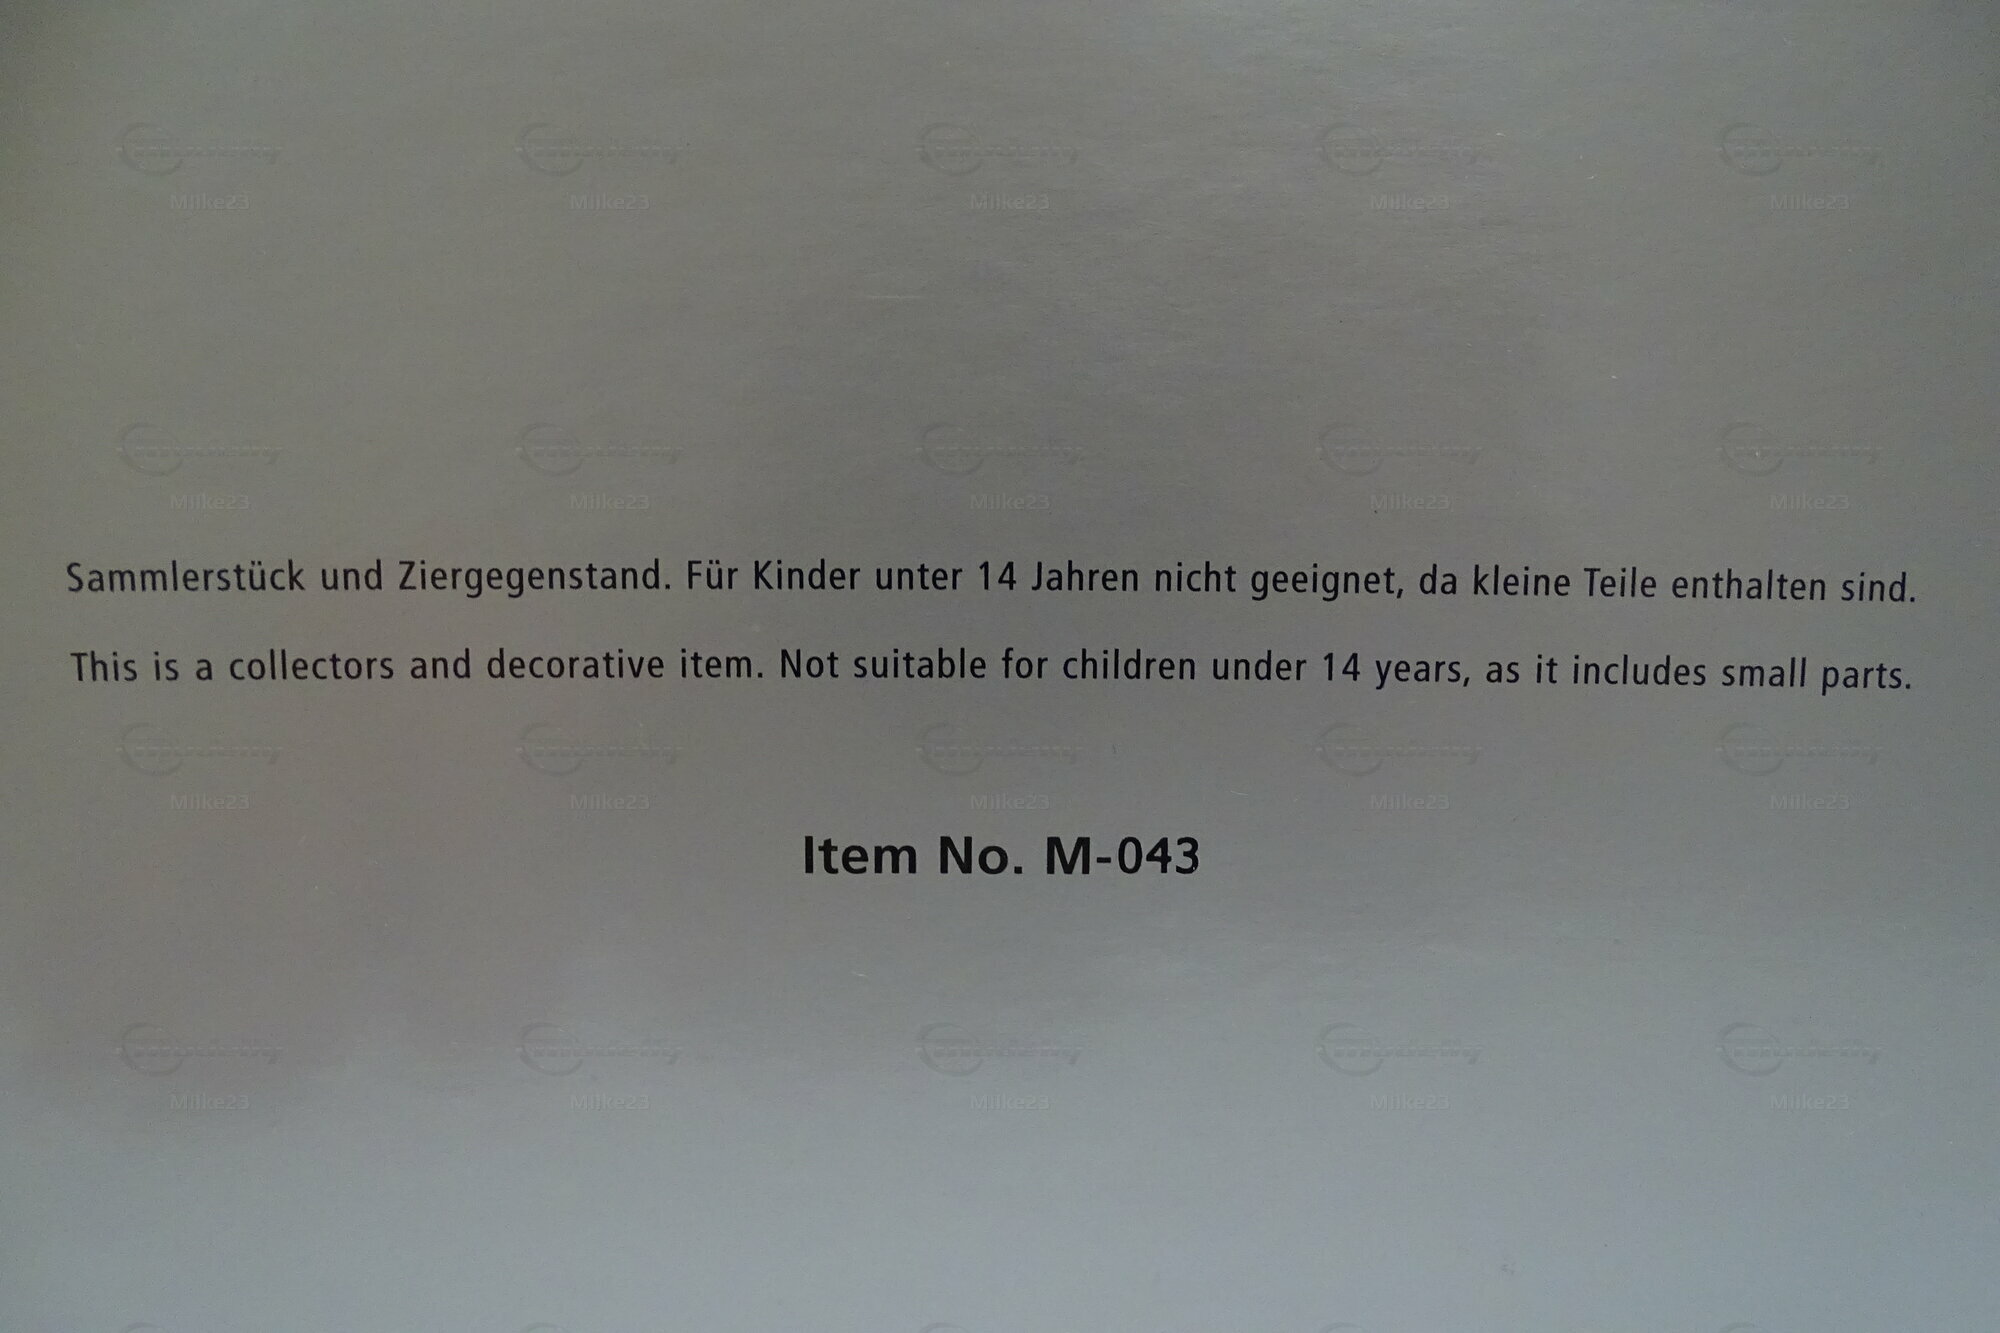 Sammlerstück und Ziergegenstand. Für Kinder unter 14 Jahren nicht geeignet, da kleine Teile enthalten sind.
This is a collectors and decorative item. Not suitable for children under 14 years, as it includes small parts.
Item No. M-043
Miike23